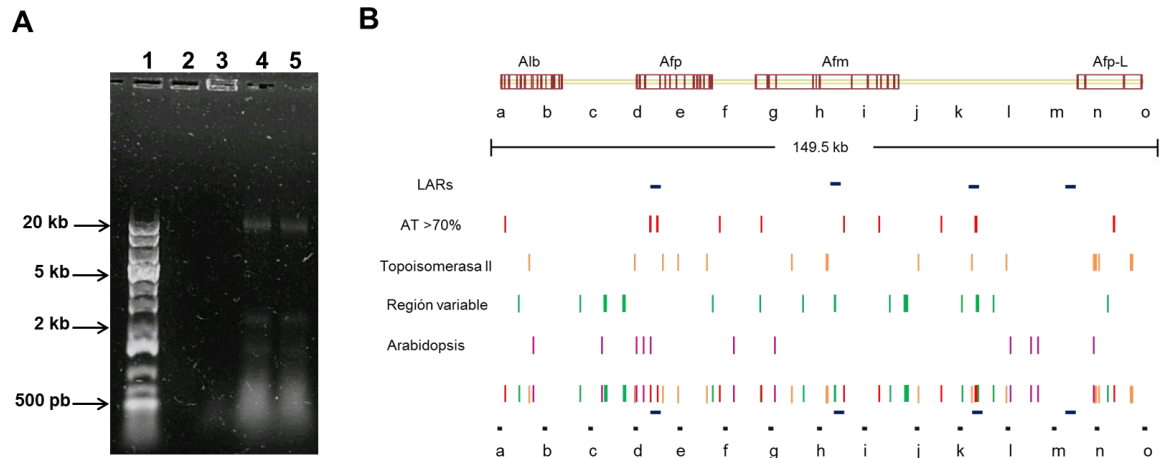 A
1 2 3 4 5
20 kb
5 kb
2 kb
500 pb
B
Alb Afp Afm Afp-L
a b c d e f g h i j k l m n o
149.5 kb
LARs
AT >70%
Topoisomerasa II
Región variable
Arabidopsis
a b c d e f g h i j k l m n o